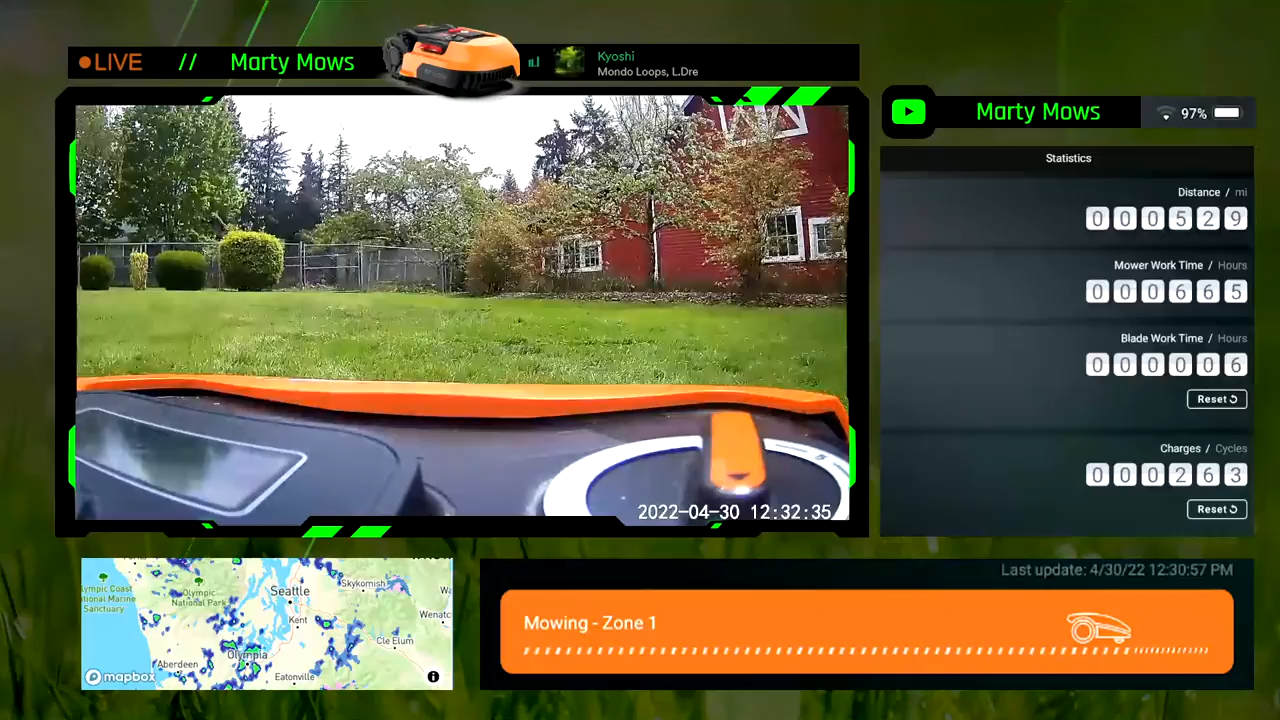 LIVE // Marty Mows
Kyoshi
Mondo Loops, L.Dre
Marty Mows
97%
Statistics
Distance / mi
000529
Mower Work Time / Hours
000665
Blade Work Time / Hours
000006
Reset
Charges / Cycles
000263
Reset
2022-04-30 12:32:35
Last update: 4/30/22 12:30:57 PM
Mowing - Zone 1
Skykomish
Olympic Coast
National Marine
Sanctuary
Olympic
National Park
Seattle
Kent
Wenatc
Cle Elum
Olympia
Aberdeen
Eatonville
mapbox